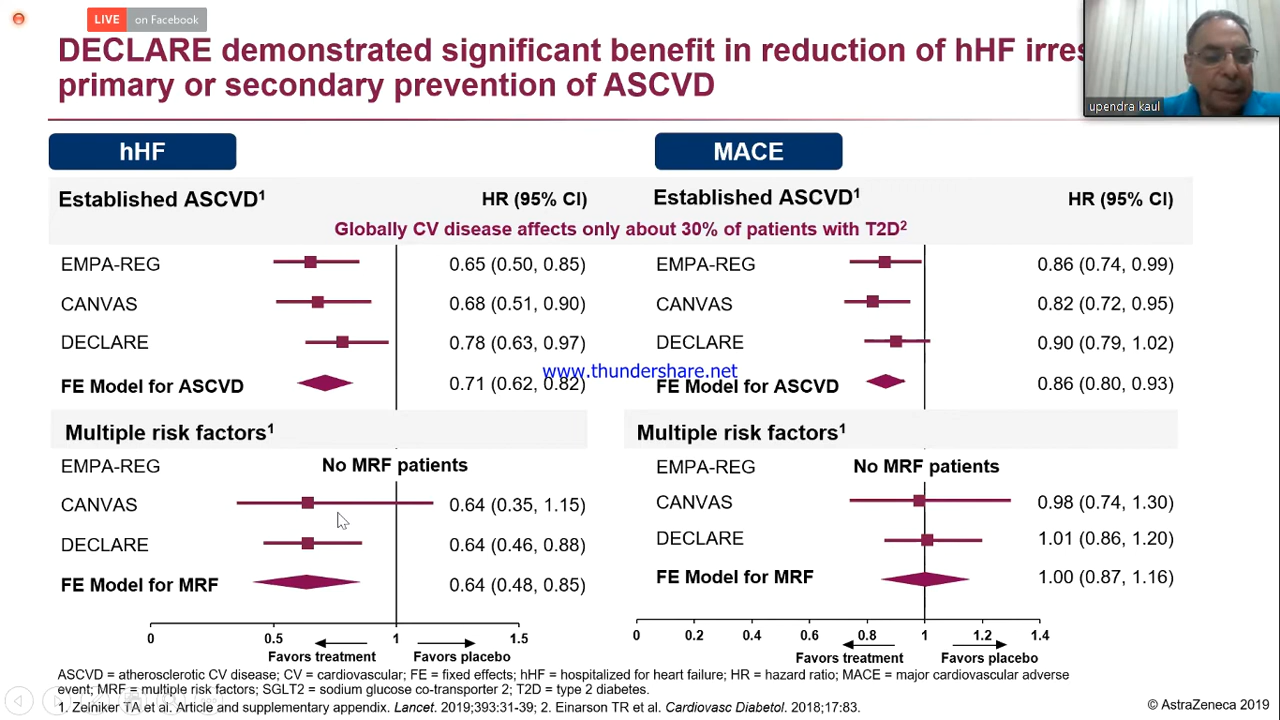 LIVE on Facebook
DECLARE demonstrated significant benefit in reduction of hHF
primary or secondary prevention of ASCVD
upendra kaul
hHF
MACE
Established ASCVD1 HR (95% CI)
Established ASCVD1 HR (95% CI)
Globally CV disease affects only about 30% of patients with T2D2
EMPA-REG 0.65 (0.50, 0.85)
CANVAS 0.68 (0.51, 0.90)
DECLARE 0.78 (0.63, 0.97)
FE Model for ASCVD 0.71 (0.62, 0.82)
EMPA-REG 0.86 (0.74, 0.99)
CANVAS 0.82 (0.72, 0.95)
DECLARE 0.90 (0.79, 1.02)
FE Model for ASCVD 0.86 (0.80, 0.93)
www.thundershare.net
Multiple risk factors1
EMPA-REG No MRF patients
CANVAS 0.64 (0.35, 1.15)
DECLARE 0.64 (0.46, 0.88)
FE Model for MRF 0.64 (0.48, 0.85)
0 0.5 1 1.5
Favors treatment Favors placebo
Multiple risk factors1
EMPA-REG No MRF patients
CANVAS 0.98 (0.74, 1.30)
DECLARE 1.01 (0.86, 1.20)
FE Model for MRF 1.00 (0.87, 1.16)
0 0.2 0.4 0.6 0.8 1 1.2 1.4
Favors treatment Favors placebo
ASCVD = atherosclerotic CV disease; CV = cardiovascular; FE = fixed effects; hHF = hospitalized for heart failure; HR = hazard ratio; MACE = major cardiovascular adverse
event; MRF = multiple risk factors; SGLT2 = sodium glucose co-transporter 2; T2D = type 2 diabetes.
1. Zelniker TA et al. Article and supplementary appendix. Lancet. 2019;393:31-39; 2. Einarson TR et al. Cardiovasc Diabetol. 2018;17:83.
© AstraZeneca 2019